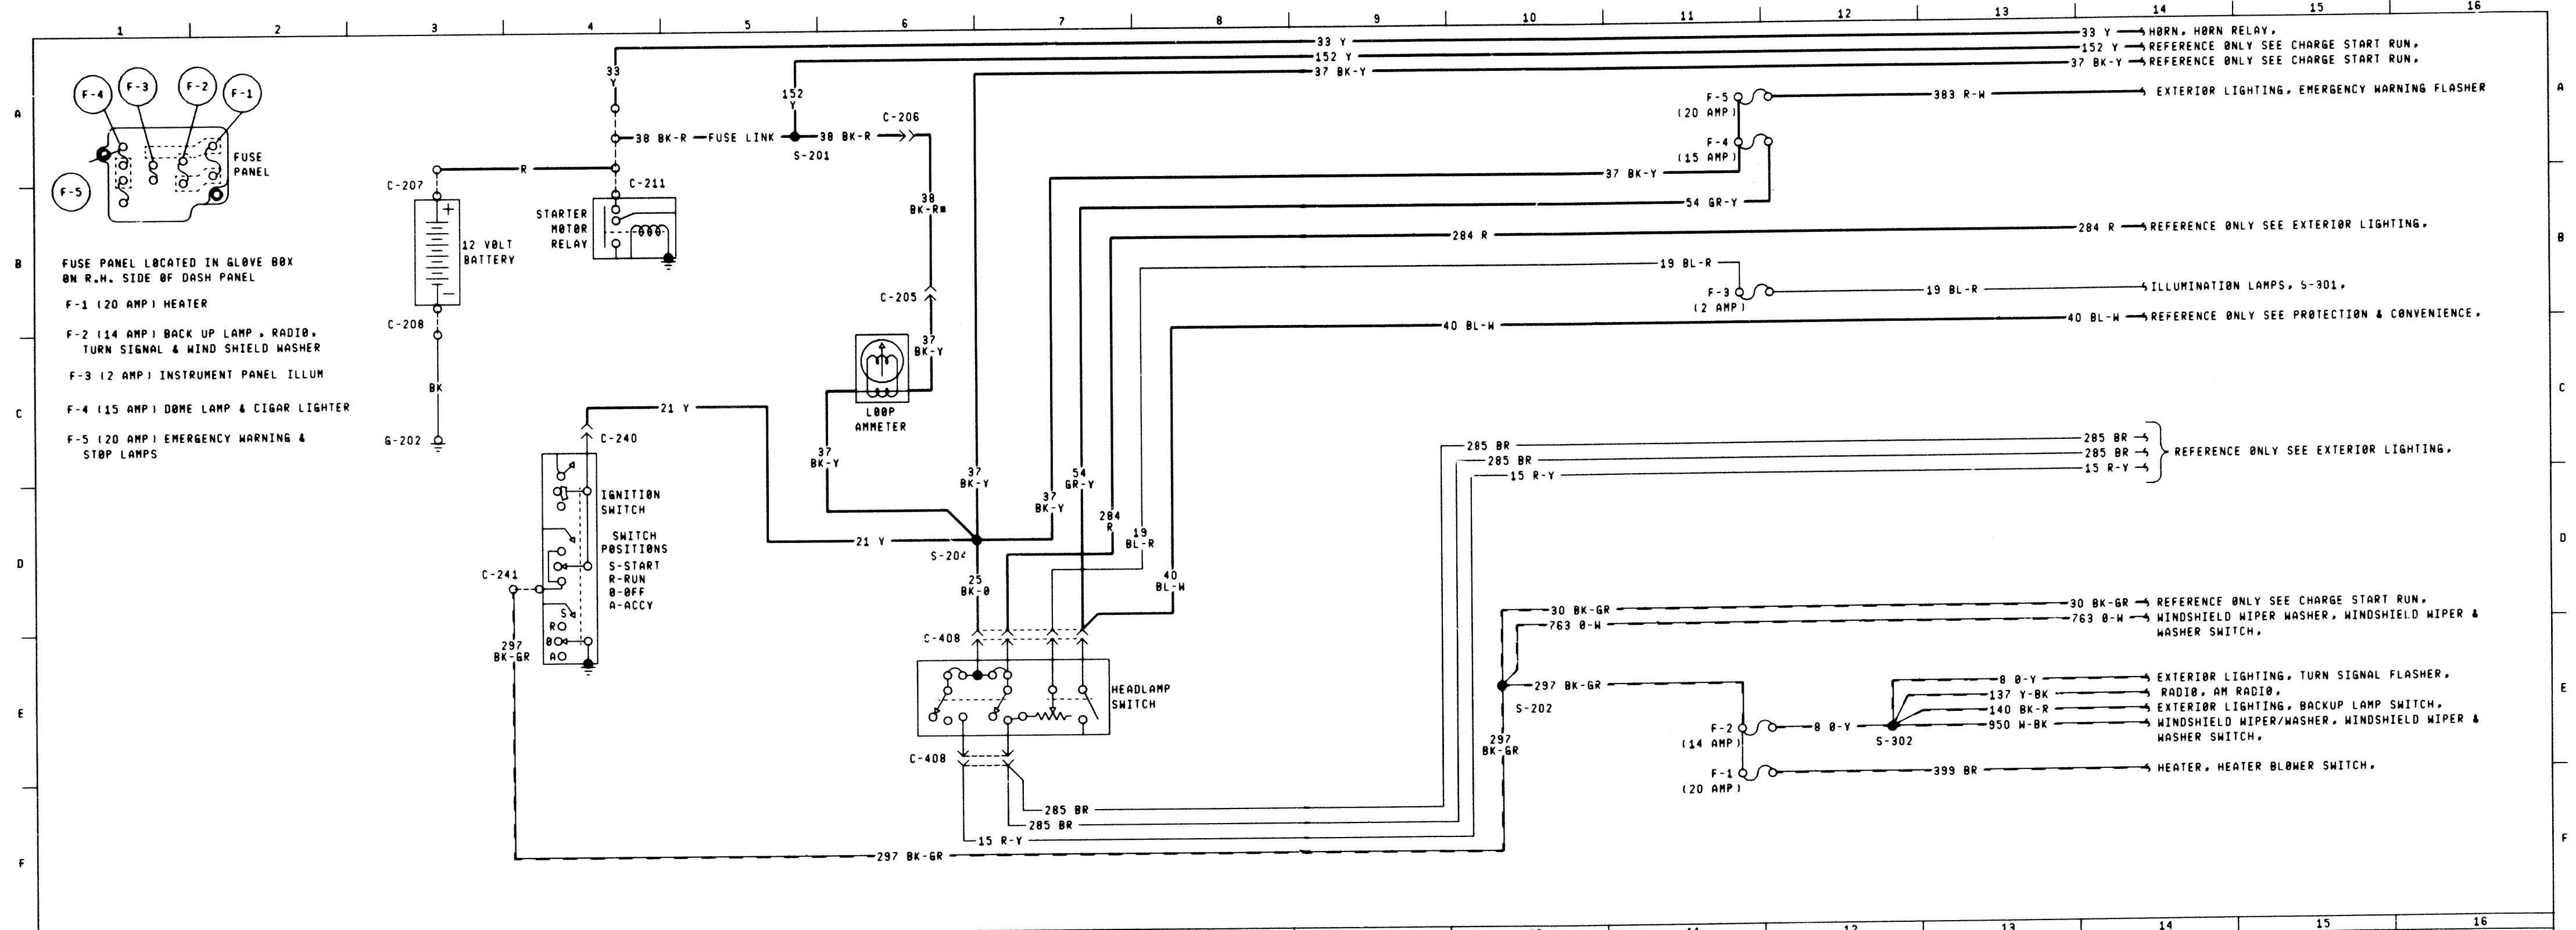 1 2 3 4 5 6 7 8 9 10 11 12 13 14 15 16
A
B
C
D
E
F
F-4
F-3
F-2
F-1
F-5
FUSE
PANEL
FUSE PANEL LOCATED IN GLOVE BOX
ON R.H. SIDE OF DASH PANEL
F-1 (20 AMP) HEATER
F-2 (14 AMP) BACK UP LAMP, RADIO,
TURN SIGNAL & WIND SHIELD WASHER
F-3 (2 AMP) INSTRUMENT PANEL ILLUM
F-4 (15 AMP) DOME LAMP & CIGAR LIGHTER
F-5 (20 AMP) EMERGENCY WARNING &
STOP LAMPS
C-207
+
12 VOLT
BATTERY
-
C-208
BK
G-202
R
33
Y
C-211
STARTER
MOTOR
RELAY
38 BK-R
FUSE LINK
152
Y
S-201
38 BK-R
C-206
38
BK-R
C-205
37
BK-Y
LOOP
AMMETER
37
BK-Y
21 Y
C-240
IGNITION
SWITCH
SWITCH
POSITIONS
S-START
R-RUN
O-OFF
A-ACCY
S
R
O
A
C-241
297
BK-GR
21 Y
S-204
37
BK-Y
37
BK-Y
54
GR-Y
284
R
19
BL-R
40
BL-W
25
BK-O
C-408
HEADLAMP
SWITCH
C-408
285 BR
285 BR
15 R-Y
297 BK-GR
33 Y
152 Y
37 BK-Y
33 Y
HORN, HORN RELAY.
152 Y
REFERENCE ONLY SEE CHARGE START RUN.
37 BK-Y
REFERENCE ONLY SEE CHARGE START RUN.
F-5
(20 AMP)
383 R-W
EXTERIOR LIGHTING, EMERGENCY WARNING FLASHER
F-4
(15 AMP)
37 BK-Y
54 GR-Y
284 R
284 R
REFERENCE ONLY SEE EXTERIOR LIGHTING.
19 BL-R
F-3
(2 AMP)
19 BL-R
ILLUMINATION LAMPS, S-301.
40 BL-W
40 BL-W
REFERENCE ONLY SEE PROTECTION & CONVENIENCE.
285 BR
285 BR
15 R-Y
285 BR
285 BR
15 R-Y
REFERENCE ONLY SEE EXTERIOR LIGHTING.
30 BK-GR
30 BK-GR
REFERENCE ONLY SEE CHARGE START RUN.
763 O-W
763 O-W
WINDSHIELD WIPER WASHER, WINDSHIELD WIPER &
WASHER SWITCH.
297 BK-GR
S-202
297
BK-GR
F-2
(14 AMP)
8 O-Y
S-302
8 O-Y
EXTERIOR LIGHTING, TURN SIGNAL FLASHER.
137 Y-BK
RADIO, AM RADIO.
140 BK-R
EXTERIOR LIGHTING, BACKUP LAMP SWITCH.
950 W-BK
WINDSHIELD WIPER/WASHER, WINDSHIELD WIPER &
WASHER SWITCH.
F-1
(20 AMP)
399 BR
HEATER, HEATER BLOWER SWITCH.
A
B
C
D
E
F
14 15 16